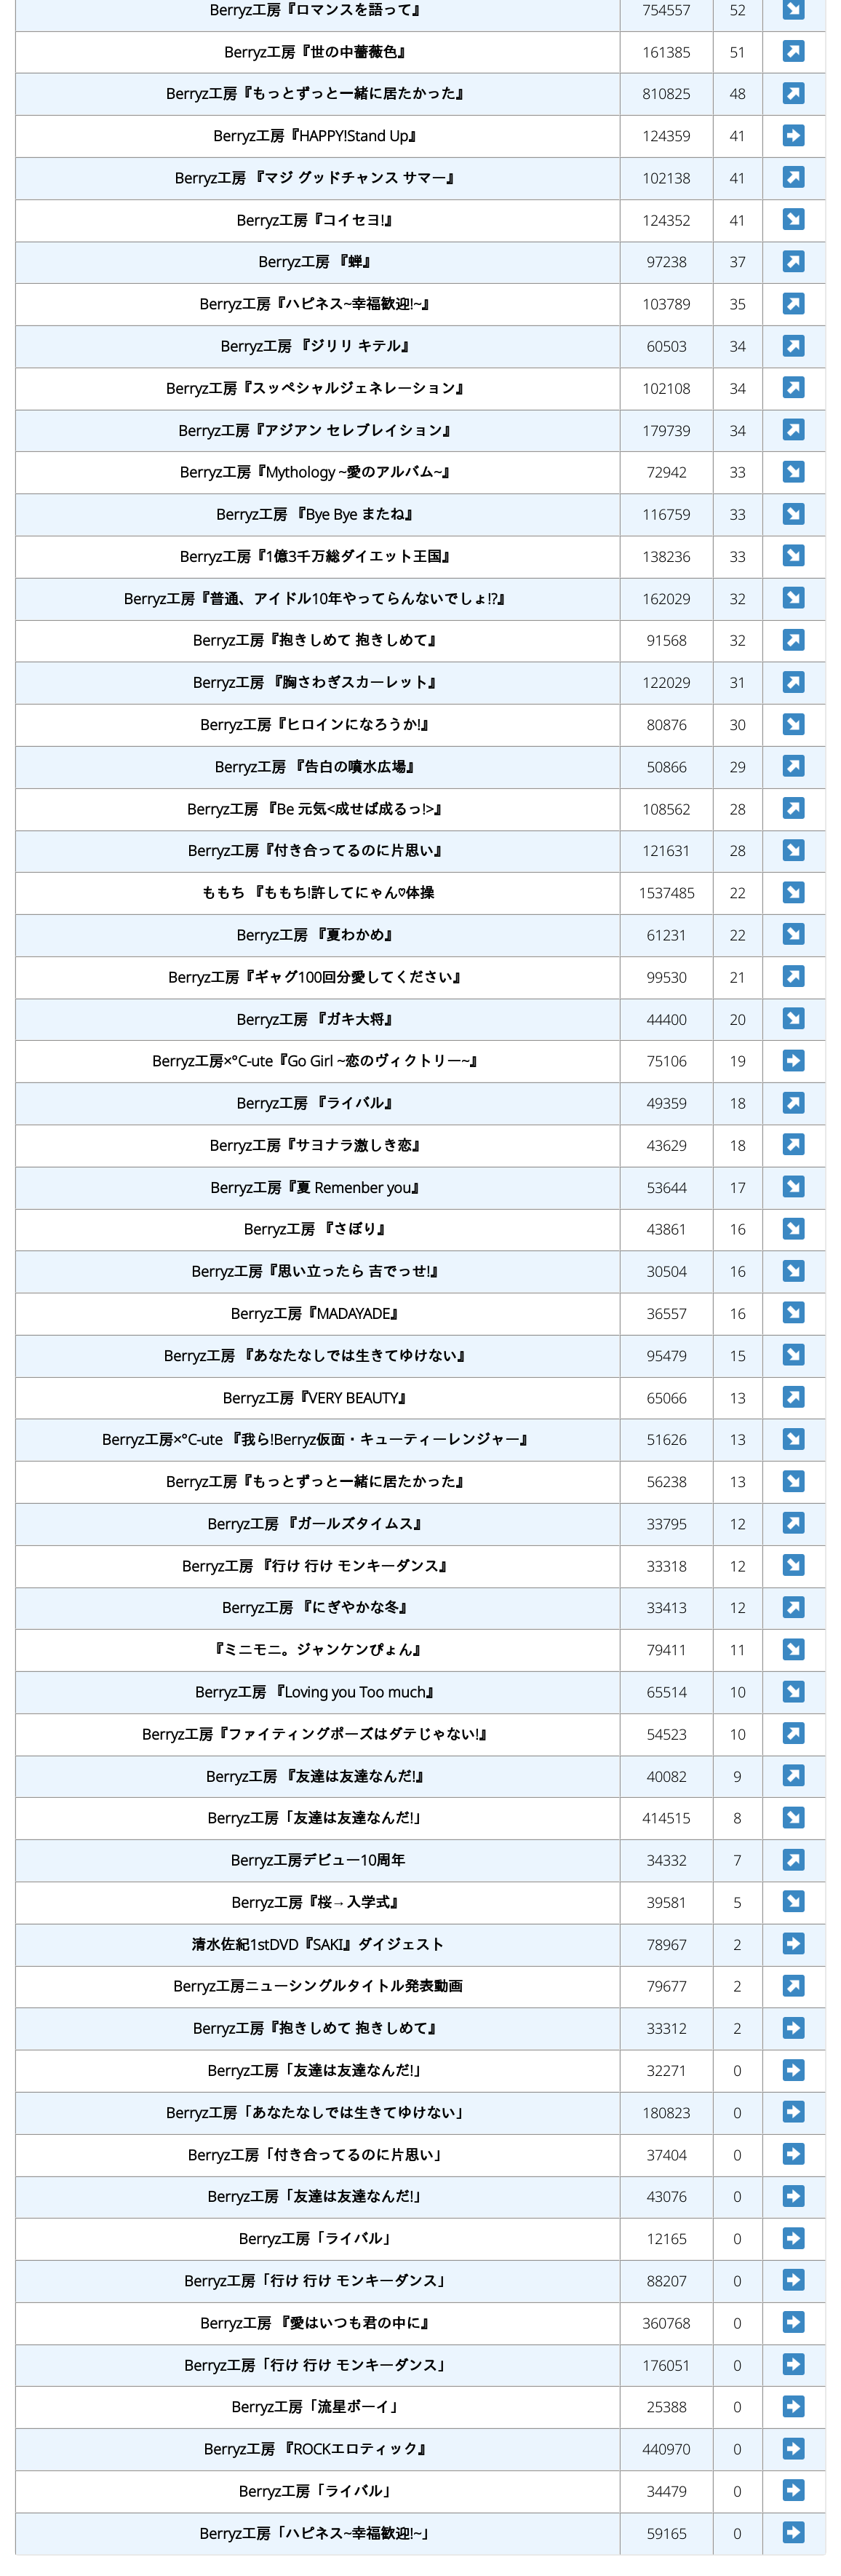 Berryz工房『ロマンスを語って』 754557 52 ↘
Berryz工房『世の中薔薇色』 161385 51 ↗
Berryz工房『もっとずっと一緒に居たかった』 810825 48 ↗
Berryz工房『HAPPY!Stand Up』 124359 41 ➡
Berryz工房 『マジ グッドチャンス サマー』 102138 41 ↗
Berryz工房『コイセヨ!』 124352 41 ↘
Berryz工房 『蝉』 97238 37 ↗
Berryz工房『ハピネス~幸福歓迎!~』 103789 35 ↗
Berryz工房 『ジリリ キテル』 60503 34 ↗
Berryz工房『スッペシャルジェネレーション』 102108 34 ↗
Berryz工房『アジアン セレブレイション』 179739 34 ↗
Berryz工房『Mythology ~愛のアルバム~』 72942 33 ↘
Berryz工房 『Bye Bye またね』 116759 33 ↘
Berryz工房『1億3千万総ダイエット王国』 138236 33 ↘
Berryz工房『普通、アイドル10年やってらんないでしょ!?』 162029 32 ↘
Berryz工房『抱きしめて 抱きしめて』 91568 32 ↗
Berryz工房 『胸さわぎスカーレット』 122029 31 ↗
Berryz工房『ヒロインになろうか!』 80876 30 ↘
Berryz工房 『告白の噴水広場』 50866 29 ↗
Berryz工房 『Be 元気<成せば成るっ!>』 108562 28 ↗
Berryz工房『付き合ってるのに片思い』 121631 28 ↘
ももち 『ももち!許してにゃん♡体操 1537485 22 ↘
Berryz工房 『夏わかめ』 61231 22 ↘
Berryz工房『ギャグ100回分愛してください』 99530 21 ↗
Berryz工房 『ガキ大将』 44400 20 ↘
Berryz工房×°C-ute『Go Girl ~恋のヴィクトリー~』 75106 19 ➡
Berryz工房 『ライバル』 49359 18 ↗
Berryz工房『サヨナラ激しき恋』 43629 18 ↗
Berryz工房『夏 Remenber you』 53644 17 ↘
Berryz工房 『さぼり』 43861 16 ↘
Berryz工房『思い立ったら 吉でっせ!』 30504 16 ↘
Berryz工房『MADAYADE』 36557 16 ↘
Berryz工房 『あなたなしでは生きてゆけない』 95479 15 ↘
Berryz工房『VERY BEAUTY』 65066 13 ↗
Berryz工房×°C-ute 『我ら!Berryz仮面・キューティーレンジャー』 51626 13 ↘
Berryz工房『もっとずっと一緒に居たかった』 56238 13 ↘
Berryz工房 『ガールズタイムス』 33795 12 ↗
Berryz工房 『行け 行け モンキーダンス』 33318 12 ↘
Berryz工房 『にぎやかな冬』 33413 12 ↗
『ミニモニ。ジャンケンぴょん』 79411 11 ↘
Berryz工房 『Loving you Too much』 65514 10 ↘
Berryz工房『ファイティングポーズはダテじゃない!』 54523 10 ↗
Berryz工房 『友達は友達なんだ!』 40082 9 ↗
Berryz工房「友達は友達なんだ!」 414515 8 ↘
Berryz工房デビュー10周年 34332 7 ↗
Berryz工房『桜→入学式』 39581 5 ↘
清水佐紀1stDVD『SAKI』ダイジェスト 78967 2 ➡
Berryz工房ニューシングルタイトル発表動画 79677 2 ↗
Berryz工房『抱きしめて 抱きしめて』 33312 2 ➡
Berryz工房「友達は友達なんだ!」 32271 0 ➡
Berryz工房「あなたなしでは生きてゆけない」 180823 0 ➡
Berryz工房「付き合ってるのに片思い」 37404 0 ➡
Berryz工房「友達は友達なんだ!」 43076 0 ➡
Berryz工房「ライバル」 12165 0 ➡
Berryz工房「行け 行け モンキーダンス」 88207 0 ➡
Berryz工房 『愛はいつも君の中に』 360768 0 ➡
Berryz工房「行け 行け モンキーダンス」 176051 0 ➡
Berryz工房「流星ボーイ」 25388 0 ➡
Berryz工房 『ROCKエロティック』 440970 0 ➡
Berryz工房「ライバル」 34479 0 ➡
Berryz工房「ハピネス~幸福歓迎!~」 59165 0 ➡